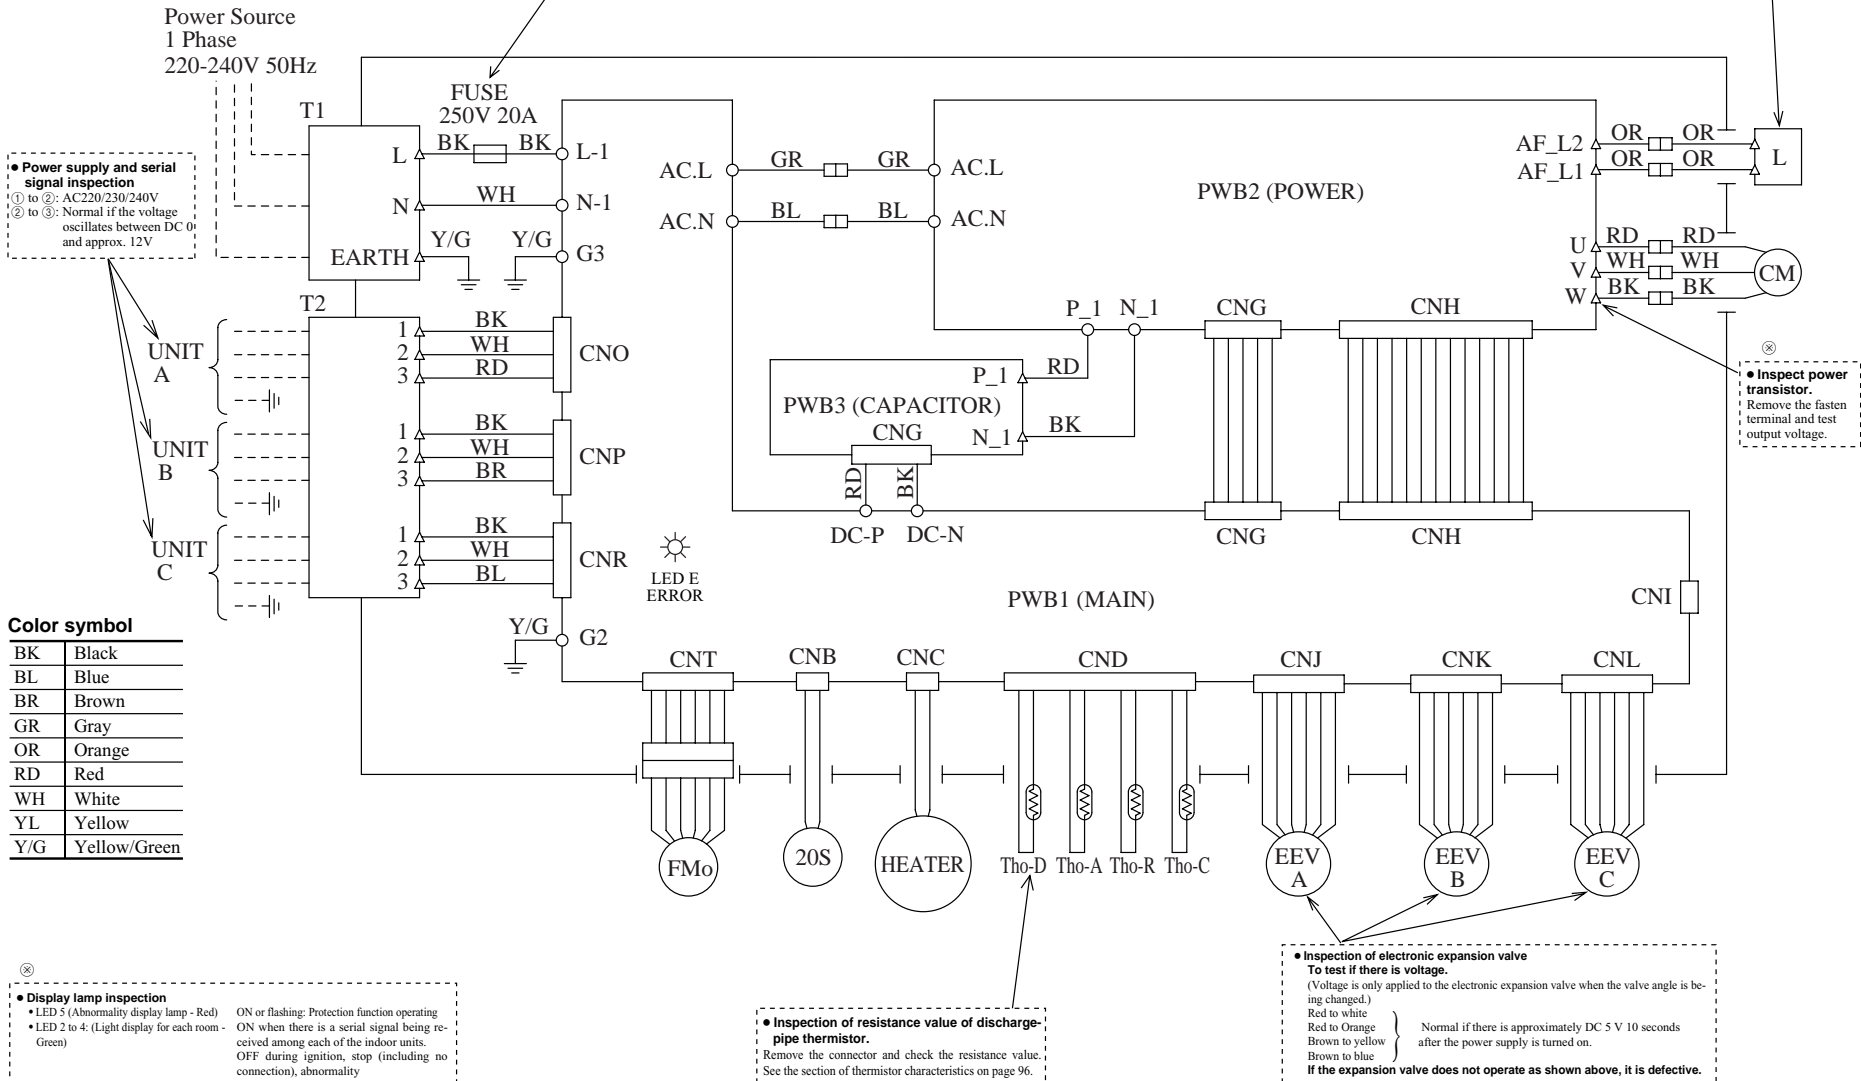 Power Source
1 Phase
220-240V 50Hz
T1
FUSE
250V 20A
L
BK
BK
L-1
N
WH
N-1
EARTH
Y/G
Y/G
G3
● Power supply and serial
signal inspection
① to ②: AC220/230/240V
② to ③: Normal if the voltage
oscillates between DC 0
and approx. 12V
T2
UNIT
A
1
BK
2
WH
3
RD
CNO
UNIT
B
1
BK
2
WH
3
BR
CNP
UNIT
C
1
BK
2
WH
3
BL
CNR
Y/G
G2
LED E
ERROR
AC.L
GR
GR
AC.L
AC.N
BL
BL
AC.N
PWB2 (POWER)
AF_L2
OR
OR
AF_L1
OR
OR
L
U
RD
RD
V
WH
WH
W
BK
BK
CM
P_1
N_1
CNG
CNH
P_1
RD
PWB3 (CAPACITOR)
N_1
BK
CNG
RD
BK
DC-P
DC-N
CNG
CNH
※
● Inspect power
transistor.
Remove the fasten
terminal and test
output voltage.
PWB1 (MAIN)
CNI
CNT
CNB
CNC
CND
CNJ
CNK
CNL
FMo
20S
HEATER
Tho-D
Tho-A
Tho-R
Tho-C
EEV
A
EEV
B
EEV
C
Color symbol
BK Black
BL Blue
BR Brown
GR Gray
OR Orange
RD Red
WH White
YL Yellow
Y/G Yellow/Green
※
● Display lamp inspection
• LED 5 (Abnormality display lamp - Red) ON or flashing: Protection function operating
• LED 2 to 4: (Light display for each room - ON when there is a serial signal being re-
Green) ceived among each of the indoor units.
OFF during ignition, stop (including no
connection), abnormality
● Inspection of resistance value of discharge-
pipe thermistor.
Remove the connector and check the resistance value.
See the section of thermistor characteristics on page 96.
● Inspection of electronic expansion valve
To test if there is voltage.
(Voltage is only applied to the electronic expansion valve when the valve angle is be-
ing changed.)
Red to white
Red to Orange
Brown to yellow
Brown to blue
Normal if there is approximately DC 5 V 10 seconds
after the power supply is turned on.
If the expansion valve does not operate as shown above, it is defective.